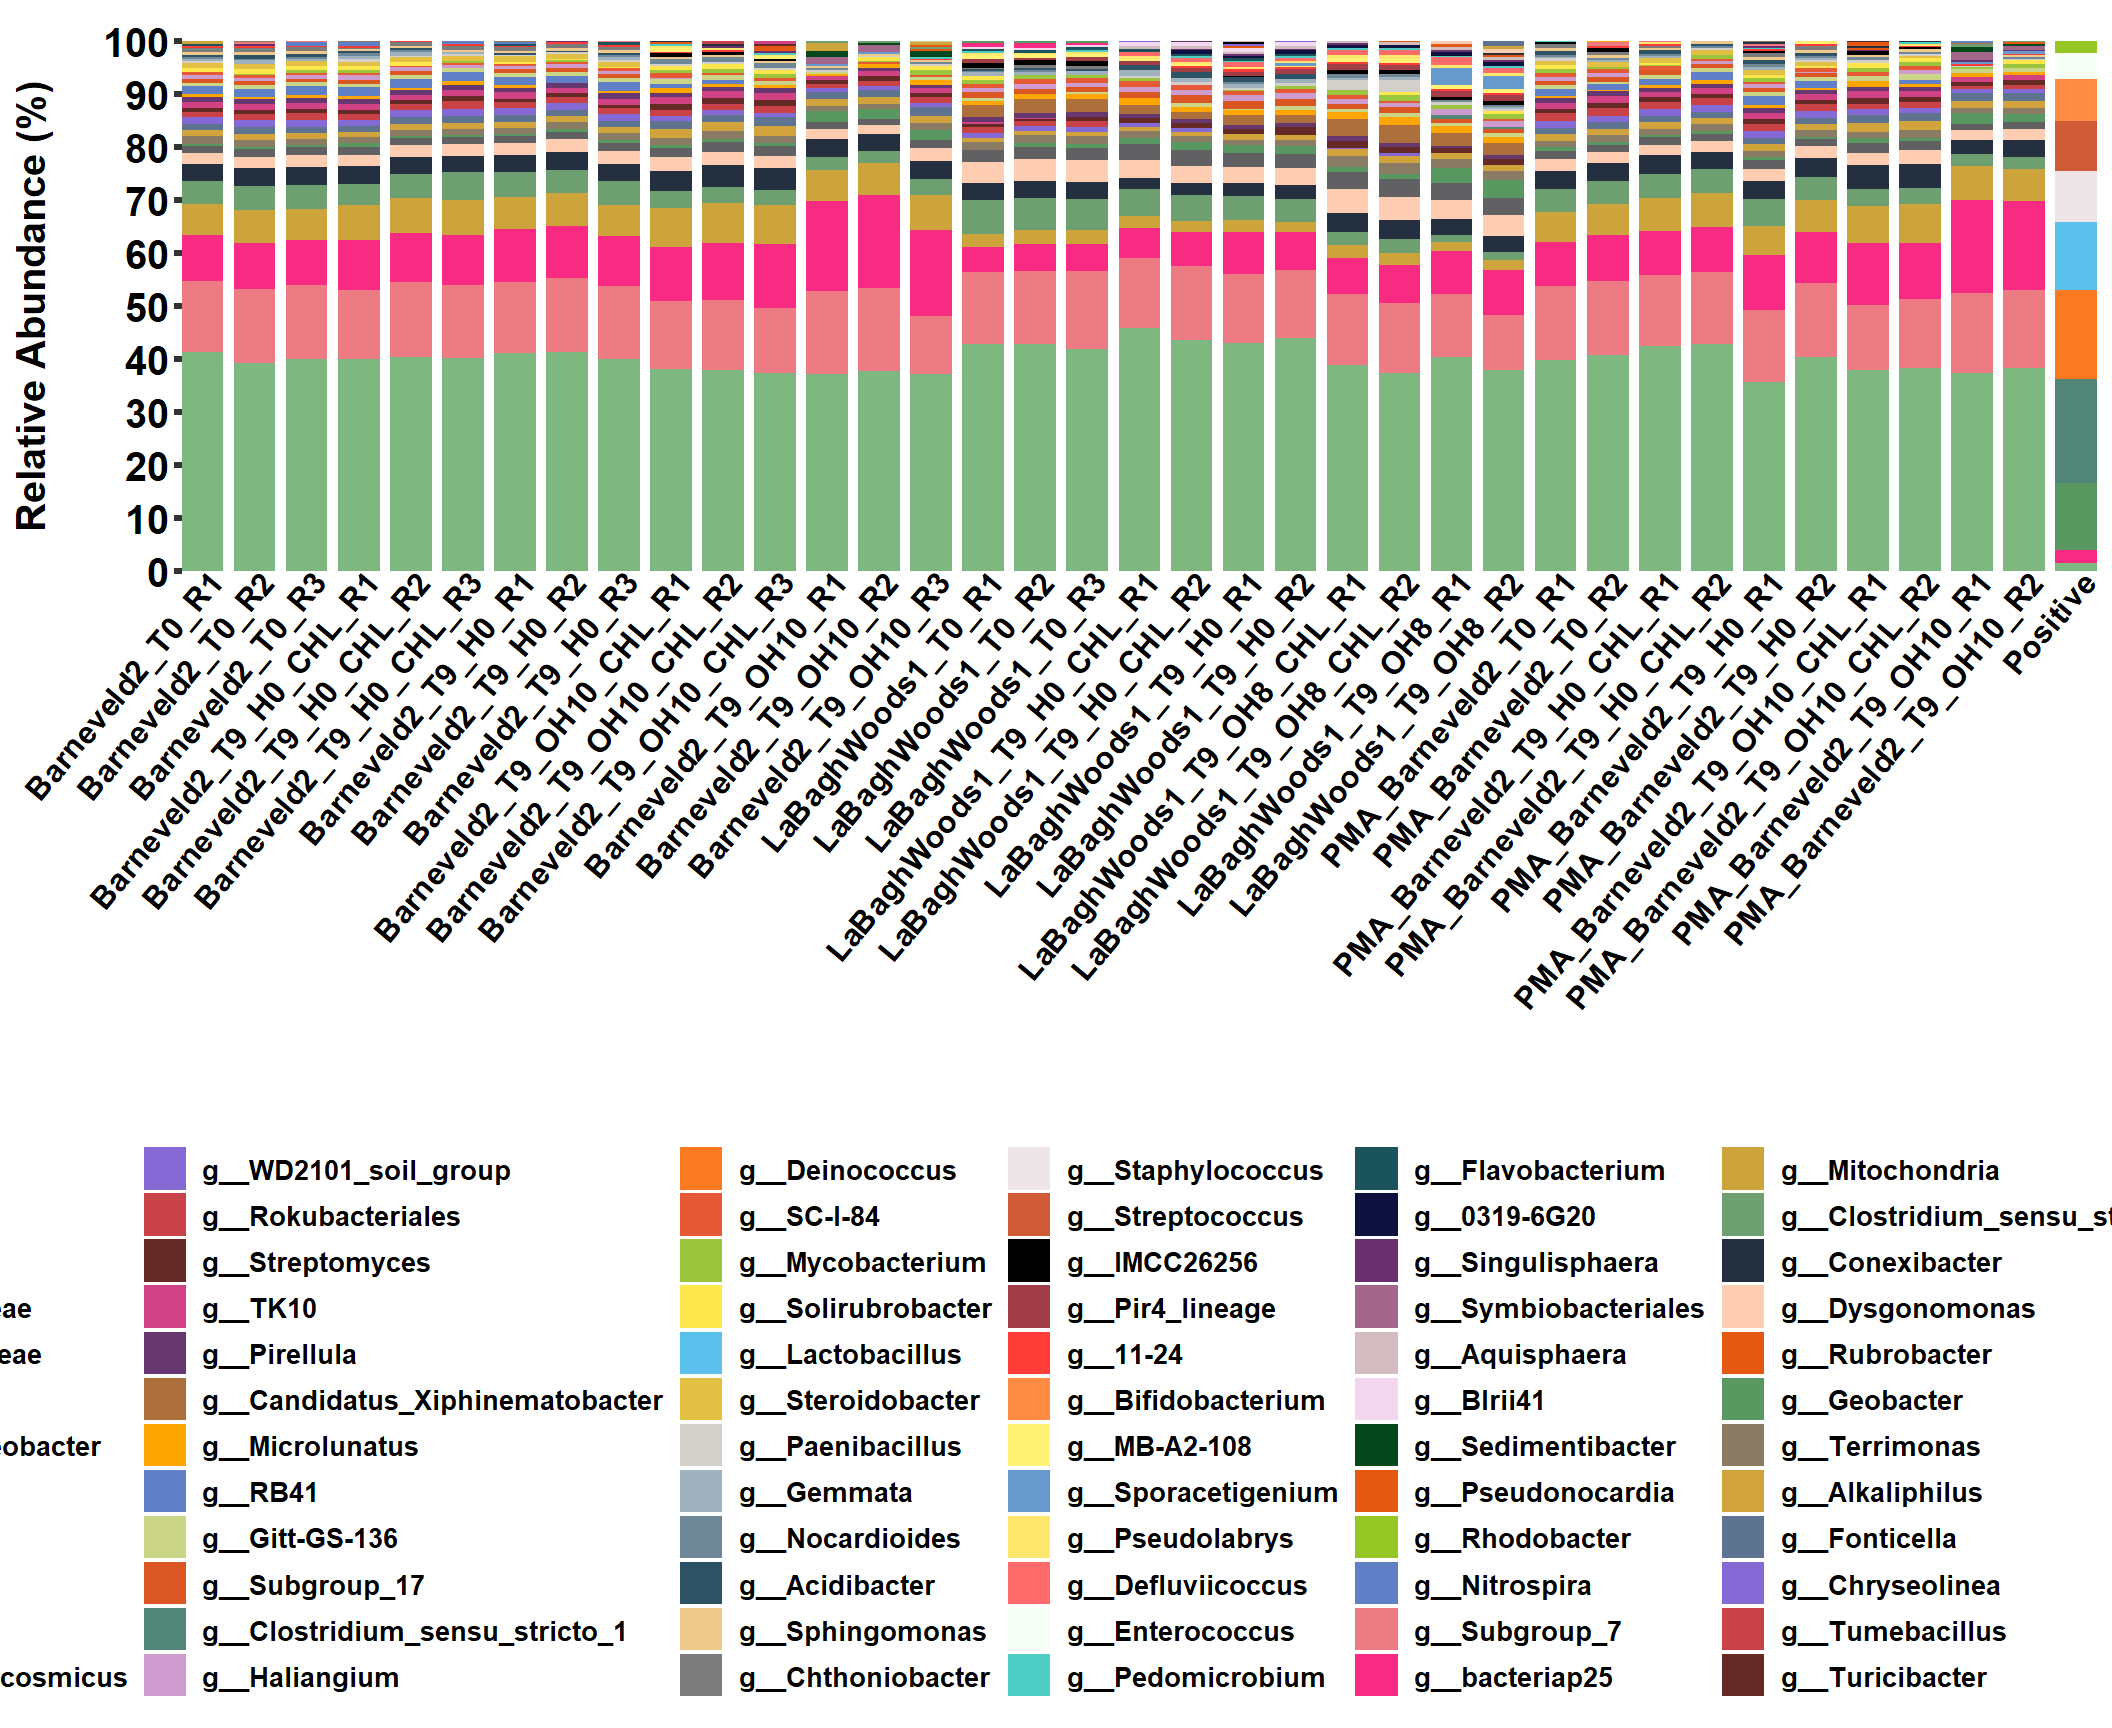 Relative Abundance (%)
100
90
80
70
60
50
40
30
20
10
0
Barneveld2_T0_R1
Barneveld2_T0_R2
Barneveld2_T0_R3
Barneveld2_T9_H0_CHL_R1
Barneveld2_T9_H0_CHL_R2
Barneveld2_T9_H0_CHL_R3
Barneveld2_T9_H0_R1
Barneveld2_T9_H0_R2
Barneveld2_T9_H0_R3
Barneveld2_T9_OH10_CHL_R1
Barneveld2_T9_OH10_CHL_R2
Barneveld2_T9_OH10_CHL_R3
Barneveld2_T9_OH10_R1
Barneveld2_T9_OH10_R2
Barneveld2_T9_OH10_R3
LaBaghWoods1_T0_R1
LaBaghWoods1_T0_R2
LaBaghWoods1_T0_R3
LaBaghWoods1_T9_H0_CHL_R1
LaBaghWoods1_T9_H0_CHL_R2
LaBaghWoods1_T9_H0_R1
LaBaghWoods1_T9_H0_R2
LaBaghWoods1_T9_OH8_CHL_R1
LaBaghWoods1_T9_OH8_CHL_R2
LaBaghWoods1_T9_OH8_R1
LaBaghWoods1_T9_OH8_R2
PMA_Barneveld2_T0_R1
PMA_Barneveld2_T0_R2
PMA_Barneveld2_T9_H0_CHL_R1
PMA_Barneveld2_T9_H0_CHL_R2
PMA_Barneveld2_T9_H0_R1
PMA_Barneveld2_T9_H0_R2
PMA_Barneveld2_T9_OH10_CHL_R1
PMA_Barneveld2_T9_OH10_CHL_R2
PMA_Barneveld2_T9_OH10_R1
PMA_Barneveld2_T9_OH10_R2
Positive
eae
eae
obacter
cosmicus
g__WD2101_soil_group
g__Rokubacteriales
g__Streptomyces
g__TK10
g__Pirellula
g__Candidatus_Xiphinematobacter
g__Microlunatus
g__RB41
g__Gitt-GS-136
g__Subgroup_17
g__Clostridium_sensu_stricto_1
g__Haliangium
g__Deinococcus
g__SC-I-84
g__Mycobacterium
g__Solirubrobacter
g__Lactobacillus
g__Steroidobacter
g__Paenibacillus
g__Gemmata
g__Nocardioides
g__Acidibacter
g__Sphingomonas
g__Chthoniobacter
g__Staphylococcus
g__Streptococcus
g__IMCC26256
g__Pir4_lineage
g__11-24
g__Bifidobacterium
g__MB-A2-108
g__Sporacetigenium
g__Pseudolabrys
g__Defluviicoccus
g__Enterococcus
g__Pedomicrobium
g__Flavobacterium
g__0319-6G20
g__Singulisphaera
g__Symbiobacteriales
g__Aquisphaera
g__BIrii41
g__Sedimentibacter
g__Pseudonocardia
g__Rhodobacter
g__Nitrospira
g__Subgroup_7
g__bacteriap25
g__Mitochondria
g__Clostridium_sensu_st
g__Conexibacter
g__Dysgonomonas
g__Rubrobacter
g__Geobacter
g__Terrimonas
g__Alkaliphilus
g__Fonticella
g__Chryseolinea
g__Tumebacillus
g__Turicibacter